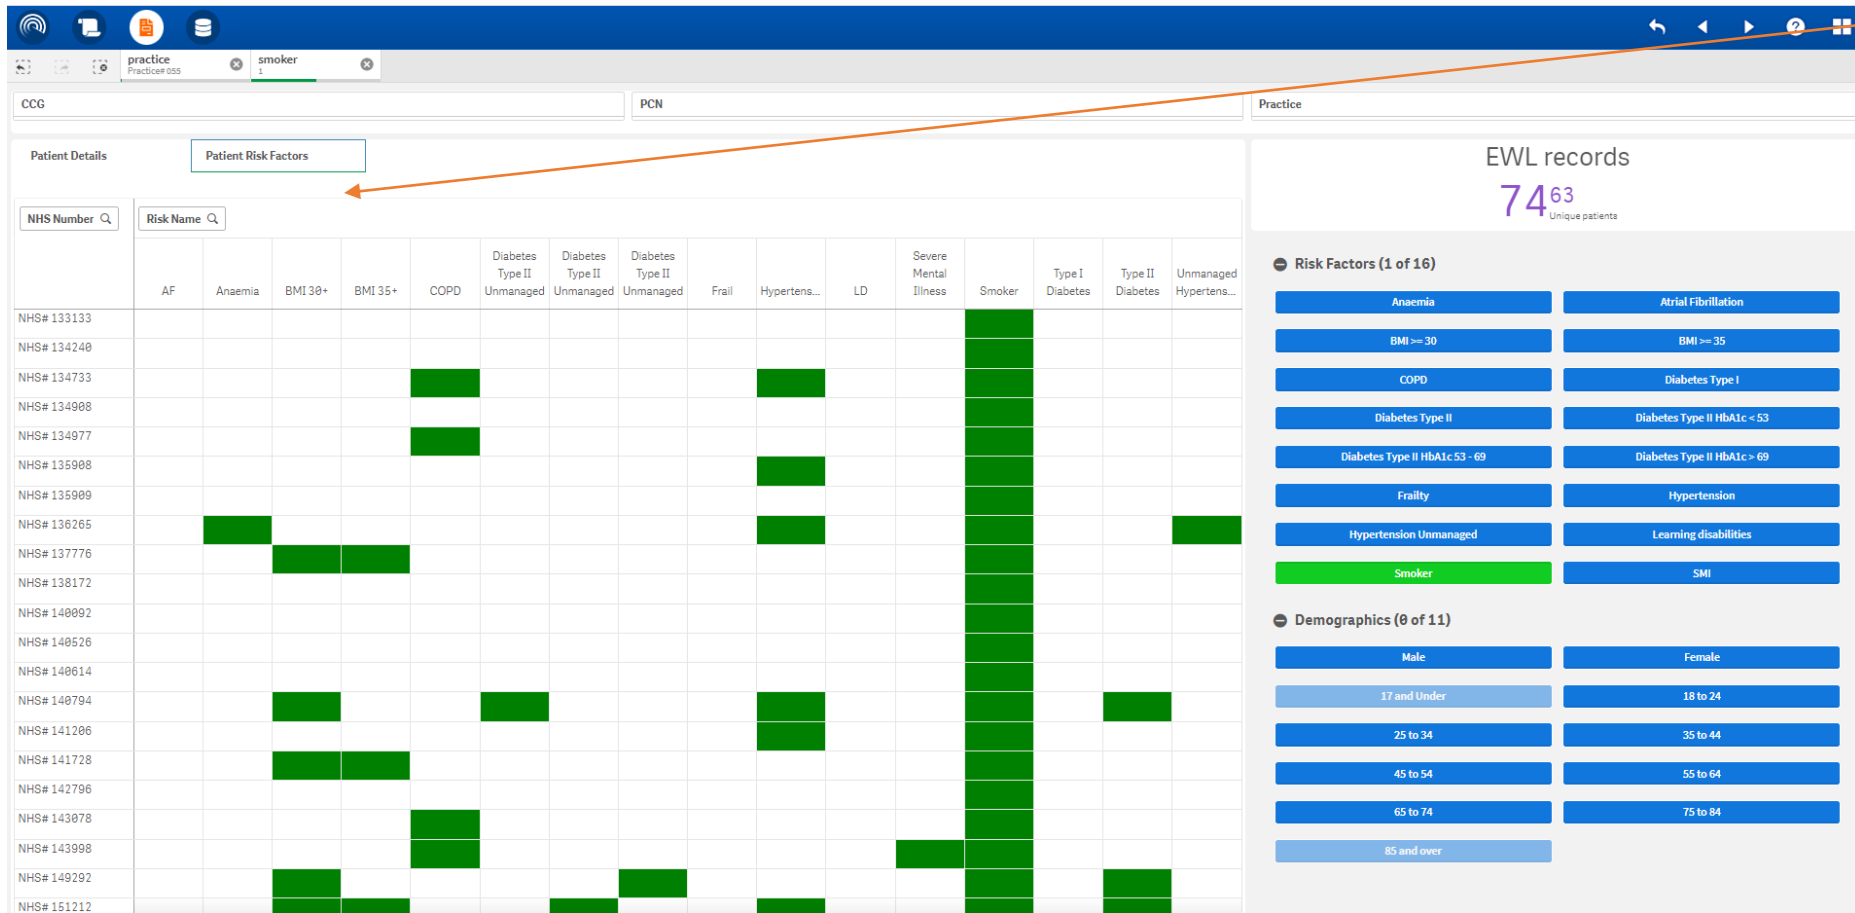 practice
Practice# 055
smoker
1
CCG
PCN
Practice
Patient Details
Patient Risk Factors
EWL records
74 63
Unique patients
NHS Number
Risk Name
AF
Anaemia
BMI 30+
BMI 35+
COPD
Diabetes Type II Unmanaged
Diabetes Type II Unmanaged
Diabetes Type II Unmanaged
Frail
Hypertens...
LD
Severe Mental Illness
Smoker
Type I Diabetes
Type II Diabetes
Unmanaged Hypertens...
NHS# 133133
NHS# 134240
NHS# 134733
NHS# 134908
NHS# 134977
NHS# 135908
NHS# 135909
NHS# 136265
NHS# 137776
NHS# 138172
NHS# 140092
NHS# 140526
NHS# 140614
NHS# 140794
NHS# 141206
NHS# 141728
NHS# 142796
NHS# 143078
NHS# 143998
NHS# 149292
NHS# 151212
Risk Factors (1 of 16)
Anaemia
Atrial Fibrillation
BMI >= 30
BMI >= 35
COPD
Diabetes Type I
Diabetes Type II
Diabetes Type II HbA1c < 53
Diabetes Type II HbA1c 53 - 69
Diabetes Type II HbA1c > 69
Frailty
Hypertension
Hypertension Unmanaged
Learning disabilities
Smoker
SMI
Demographics (0 of 11)
Male
Female
17 and Under
18 to 24
25 to 34
35 to 44
45 to 54
55 to 64
65 to 74
75 to 84
85 and over